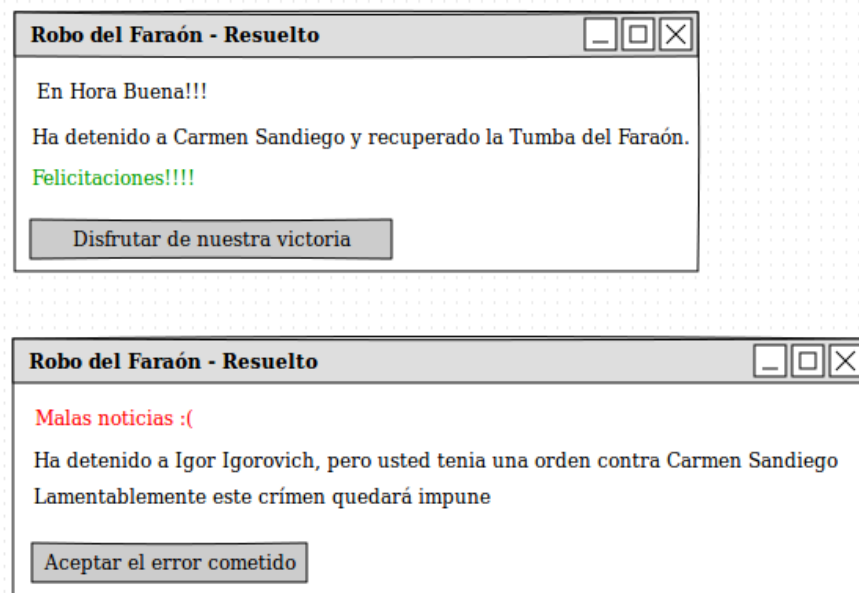 Robo del Faraón - Resuelto
En Hora Buena!!!
Ha detenido a Carmen Sandiego y recuperado la Tumba del Faraón.
Felicitaciones!!!!
Disfrutar de nuestra victoria
Robo del Faraón - Resuelto
Malas noticias :(
Ha detenido a Igor Igorovich, pero usted tenia una orden contra Carmen Sandiego
Lamentablemente este crímen quedará impune
Aceptar el error cometido